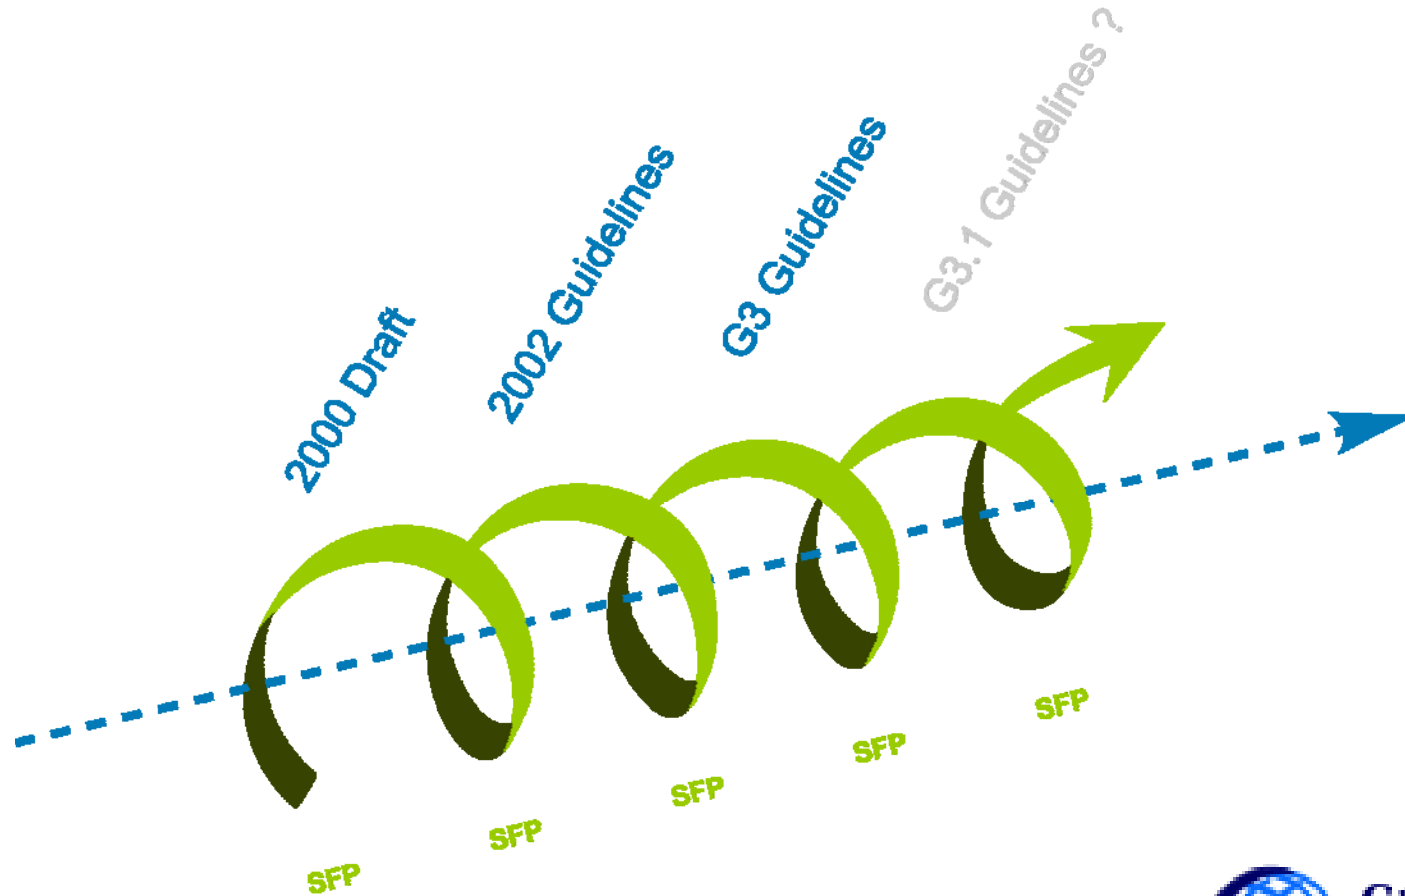 2000 Draft
2002 Guidelines
G3 Guidelines
G3.1 Guidelines ?
SFP
SFP
SFP
SFP
SFP